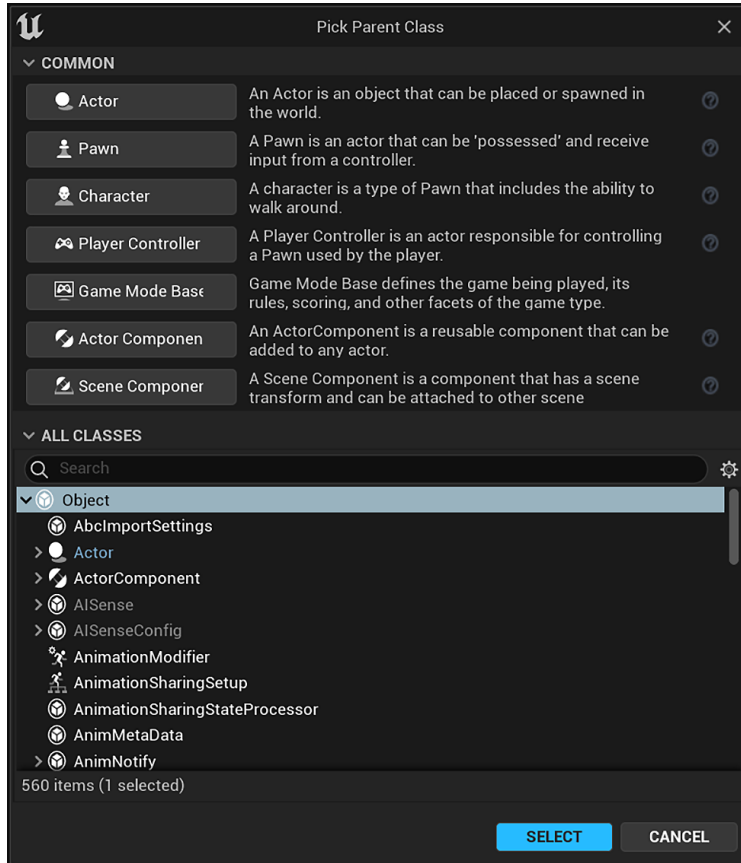 Pick Parent Class
COMMON
Actor
An Actor is an object that can be placed or spawned in
the world.
Pawn
A Pawn is an actor that can be 'possessed' and receive
input from a controller.
Character
A character is a type of Pawn that includes the ability to
walk around.
Player Controller
A Player Controller is an actor responsible for controlling
a Pawn used by the player.
Game Mode Base
Game Mode Base defines the game being played, its
rules, scoring, and other facets of the game type.
Actor Componen
An ActorComponent is a reusable component that can be
added to any actor.
Scene Componer
A Scene Component is a component that has a scene
transform and can be attached to other scene
ALL CLASSES
Search
Object
AbcImportSettings
Actor
ActorComponent
AISense
AISenseConfig
AnimationModifier
AnimationSharingSetup
AnimationSharingStateProcessor
AnimMetaData
AnimNotify
560 items (1 selected)
SELECT
CANCEL